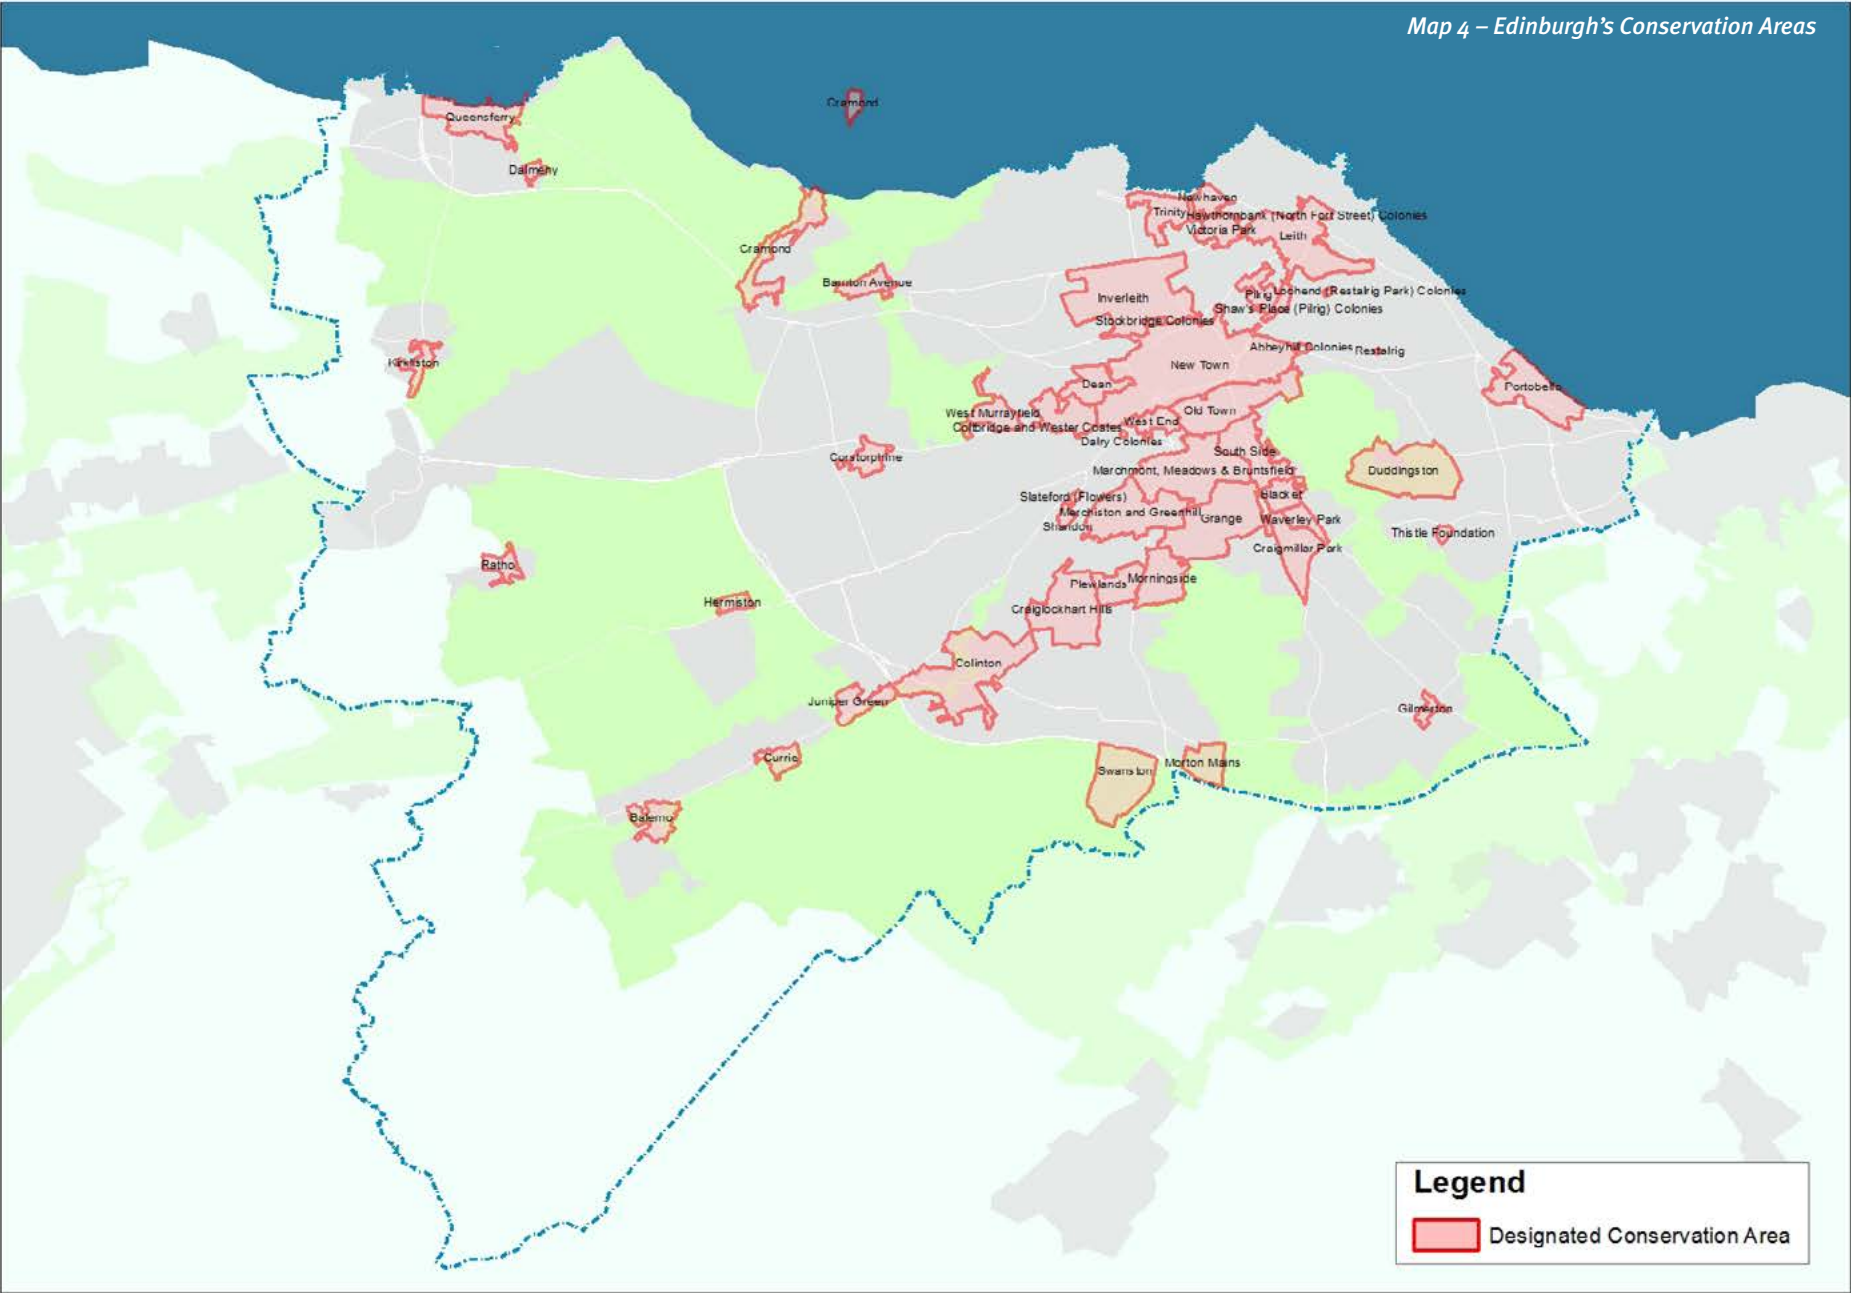 Map 4 – Edinburgh's Conservation Areas
Cramond
Queensferry
Dalmeny
Newhaven
Trinity
Hawthornbank (North Fort Street) Colonies
Victoria Park
Leith
Cramond
Barnton Avenue
Inverleith
Pilrig
Lochend (Restalrig Park) Colonies
Shaw's Place (Pilrig) Colonies
Stockbridge Colonies
Abbeyhill Colonies
Restalrig
Kirkliston
New Town
Dean
Portobello
West Murrayfield
Old Town
West End
Coltbridge and Wester Coates
Dalry Colonies
South Side
Corstorphine
Marchmont, Meadows & Bruntsfield
Duddingston
Slateford (Flowers)
Blacket
Merchiston and Greenhill
Grange
Waverley Park
Shandon
Thistle Foundation
Craigmillar Park
Ratho
Plewlands
Morningside
Hermiston
Craiglockhart Hills
Colinton
Juniper Green
Gilmerton
Currie
Swanston
Morton Mains
Balerno
Legend
Designated Conservation Area